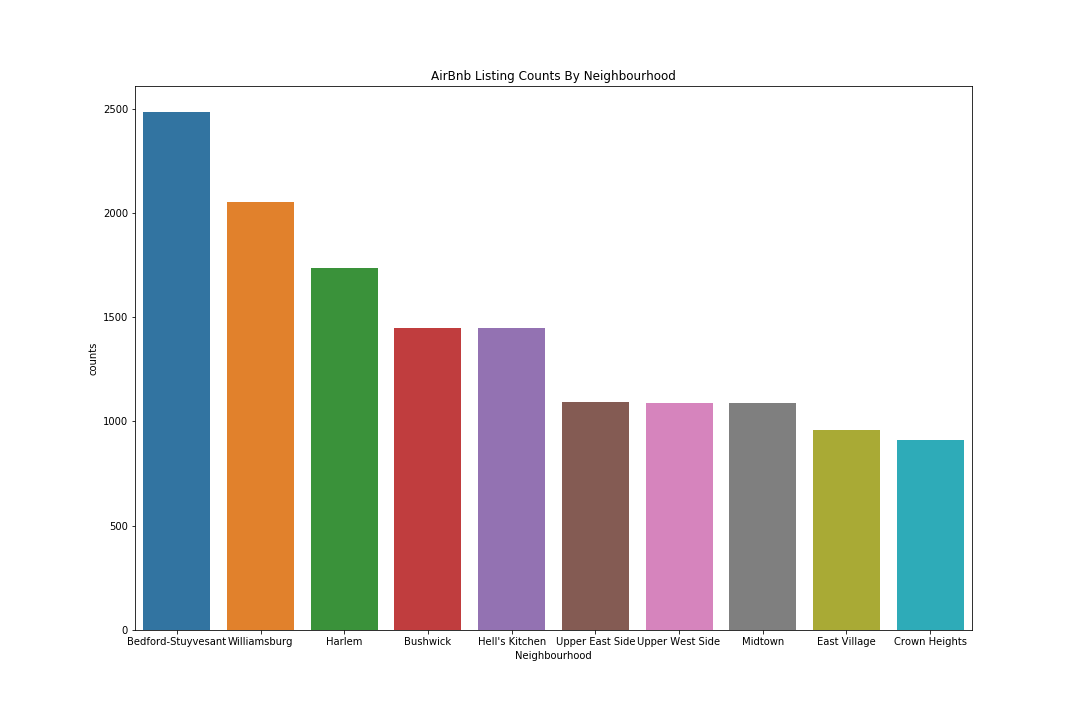 AirBnb Listing Counts By Neighbourhood
2500
2000
1500
1000
500
0
counts
Bedford-Stuyvesant Williamsburg Harlem Bushwick Hell's Kitchen Upper East Side Upper West Side Midtown East Village Crown Heights
Neighbourhood